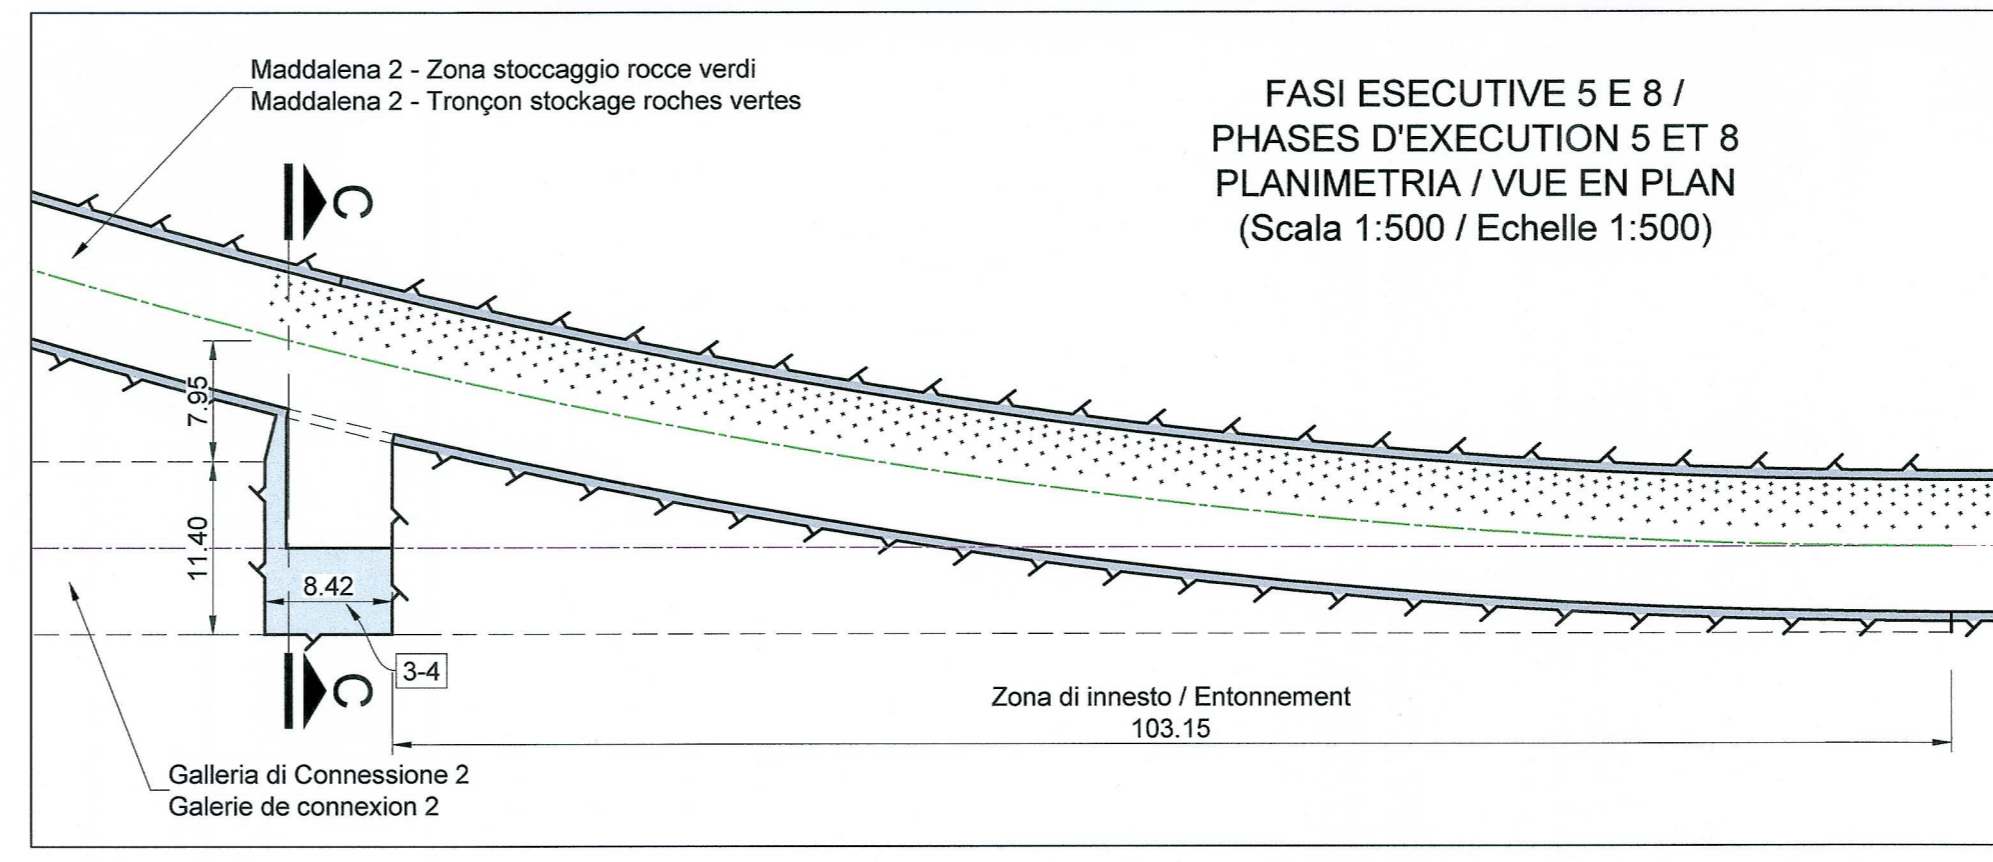 Maddalena 2 - Zona stoccaggio rocce verdi
Maddalena 2 - Tronçon stockage roches vertes
FASI ESECUTIVE 5 E 8 /
PHASES D'EXECUTION 5 ET 8
PLANIMETRIA / VUE EN PLAN
(Scala 1:500 / Echelle 1:500)
C
7.95
11.40
8.42
3-4
C
Zona di innesto / Entonnement
103.15
Galleria di Connessione 2
Galerie de connexion 2